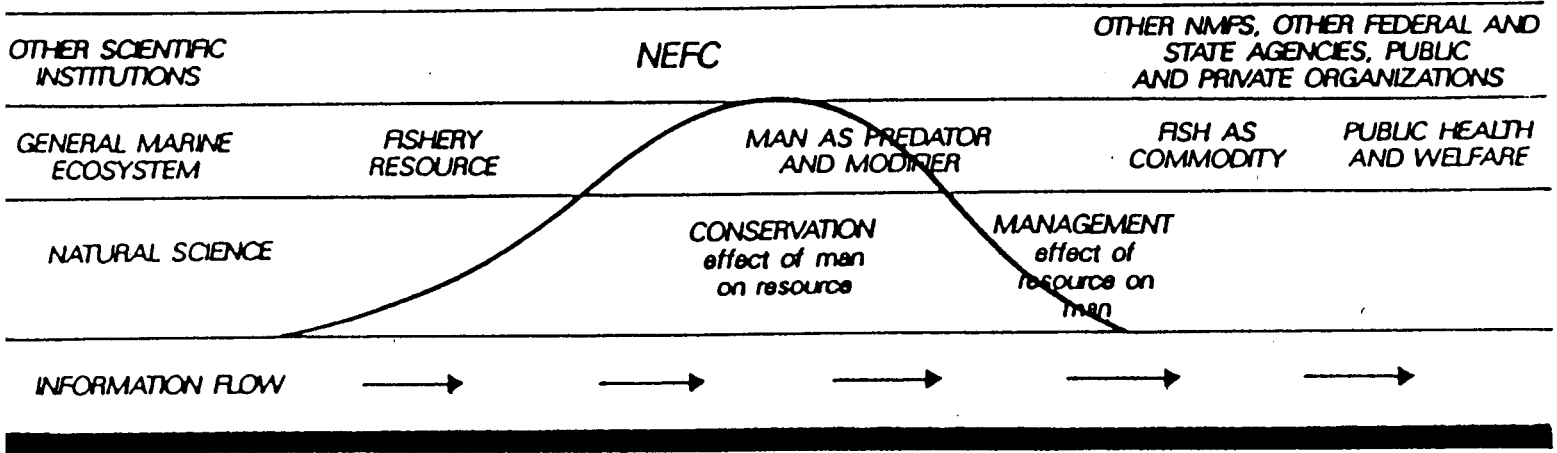 OTHER SCIENTIFIC
INSTITUTIONS
NEFC
OTHER NMFS, OTHER FEDERAL AND
STATE AGENCIES, PUBLIC
AND PRIVATE ORGANIZATIONS
GENERAL MARINE
ECOSYSTEM
FISHERY
RESOURCE
MAN AS PREDATOR
AND MODIFIER
FISH AS
COMMODITY
PUBLIC HEALTH
AND WELFARE
NATURAL SCIENCE
CONSERVATION
effect of man
on resource
MANAGEMENT
effect of
resource on
man
INFORMATION FLOW